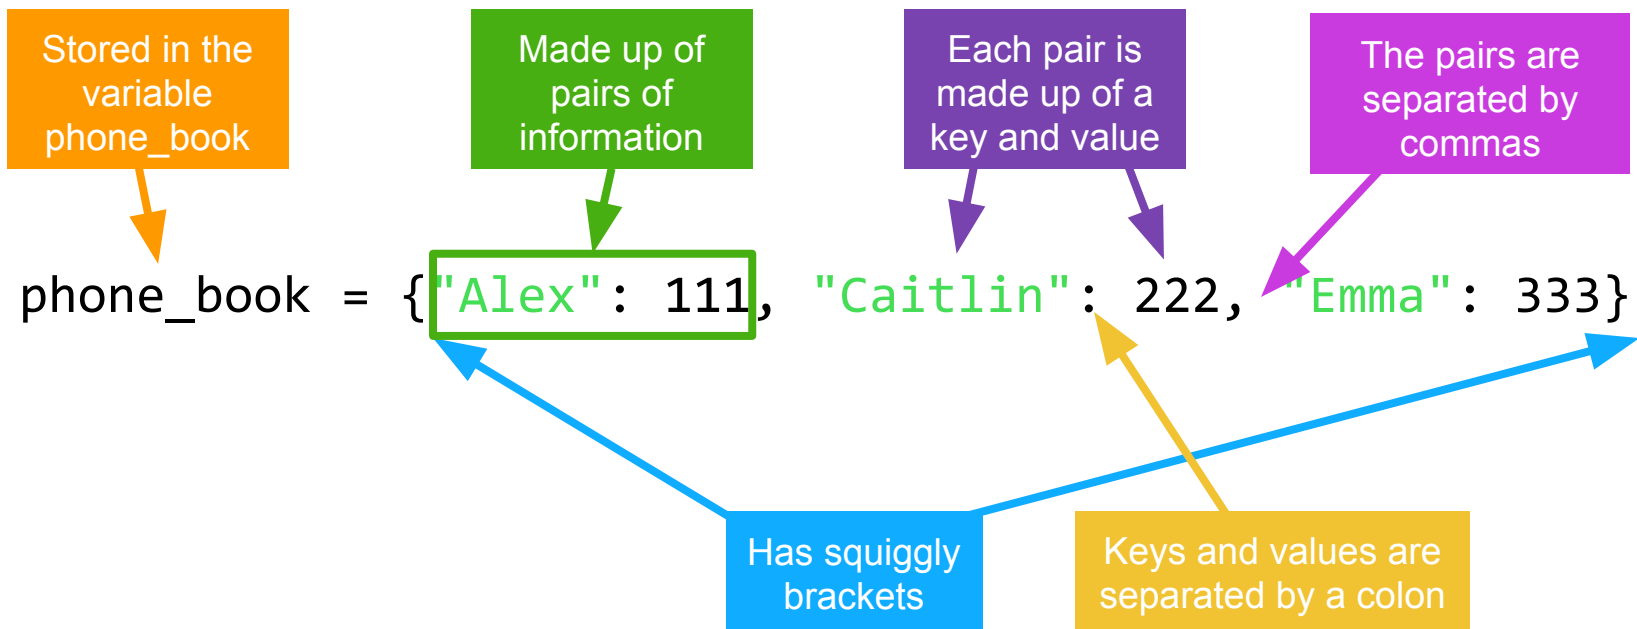 Stored in the
variable
phone_book
Made up of
pairs of
information
Each pair is
made up of a
key and value
The pairs are
separated by
commas
phone_book = {"Alex": 111, "Caitlin": 222, "Emma": 333}
Has squiggly
brackets
Keys and values are
separated by a colon